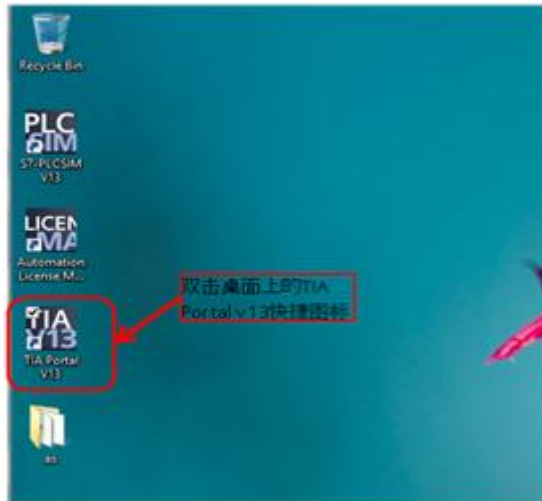 Recycle Bin
PLC
SIM
S7-PLCSIM
V13
LICEN
MA
Automation
License M...
双击桌面上的TIA
Portal v13快捷图标
TIA
V13
TIA Portal
V13